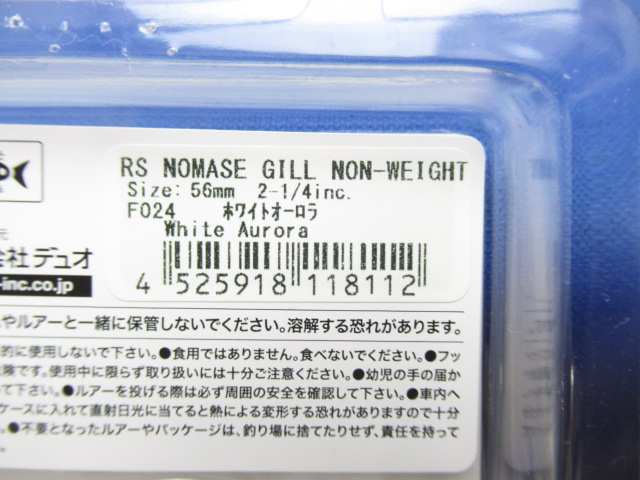 RS NOMASE GILL NON-WEIGHT
Size: 56mm 2-1/4inc.
F024 ホワイトオーロラ
White Aurora
4 525918 118112
元
会社デュオ
-inc.co.jp
やルアーと一緒に保管しないでください。溶解する恐れがあります。
的に使用しないで下さい。●食用ではありません。食べないでください。●フッ
険です。使用中に限らず取り扱いには十分ご注意ください。●幼児の手の届か
い。●ルアーを投げる際は必ず周囲の安全を確認して下さい。●車内へ
ケースに入れて直射日光に当てると熱による変形する恐れがありますので十分
。●不要となったルアーやパッケージは、釣り場に捨てたりせず、責任を持って
。